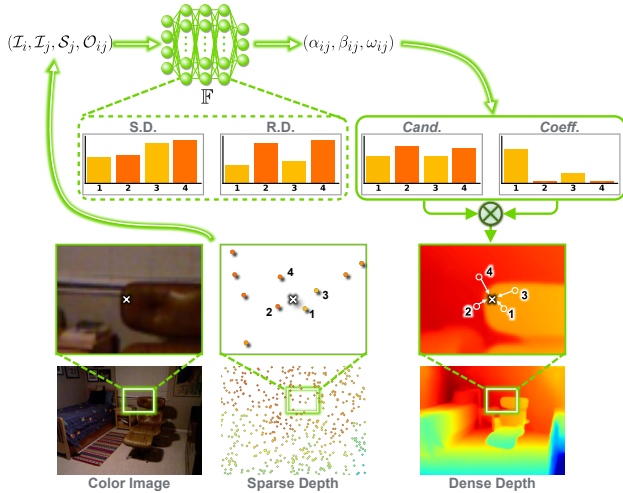 (𝓘ᵢ, 𝓘ⱼ, 𝓢ⱼ, 𝓞ᵢⱼ)
(αᵢⱼ, βᵢⱼ, ωᵢⱼ)
𝔽
S.D.
R.D.
Cand.
Coeff.
1 2 3 4
1 2 3 4
1 2 3 4
1 2 3 4
4
3
2
1
4
3
2
1
Color Image
Sparse Depth
Dense Depth